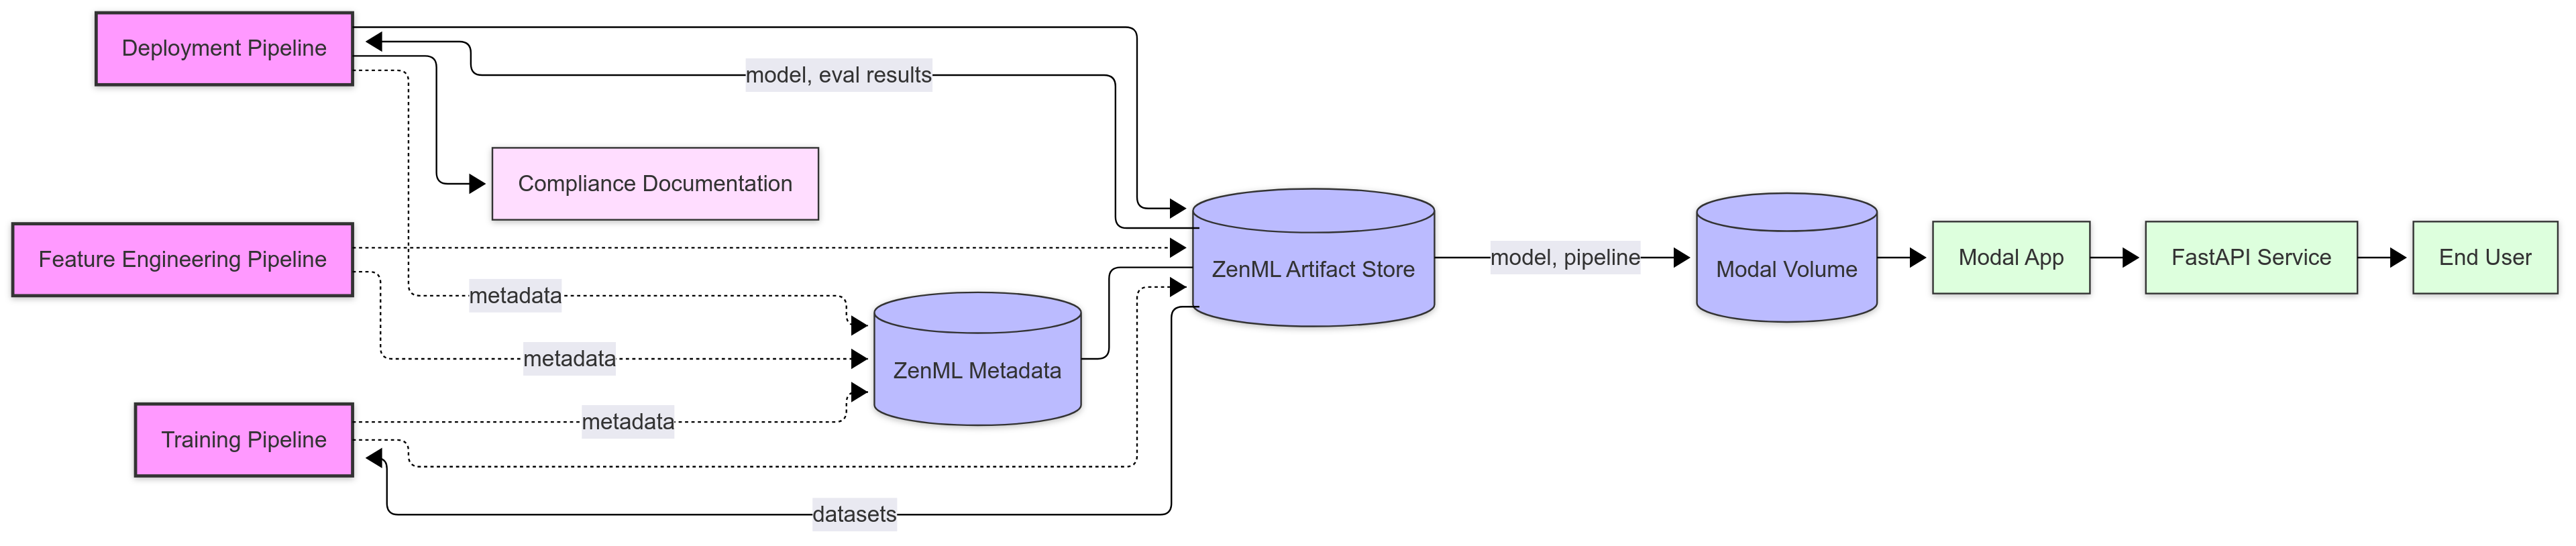 Deployment Pipeline
model, eval results
Compliance Documentation
Feature Engineering Pipeline
metadata
metadata
ZenML Metadata
ZenML Artifact Store
model, pipeline
Modal Volume
Modal App
FastAPI Service
End User
Training Pipeline
metadata
datasets